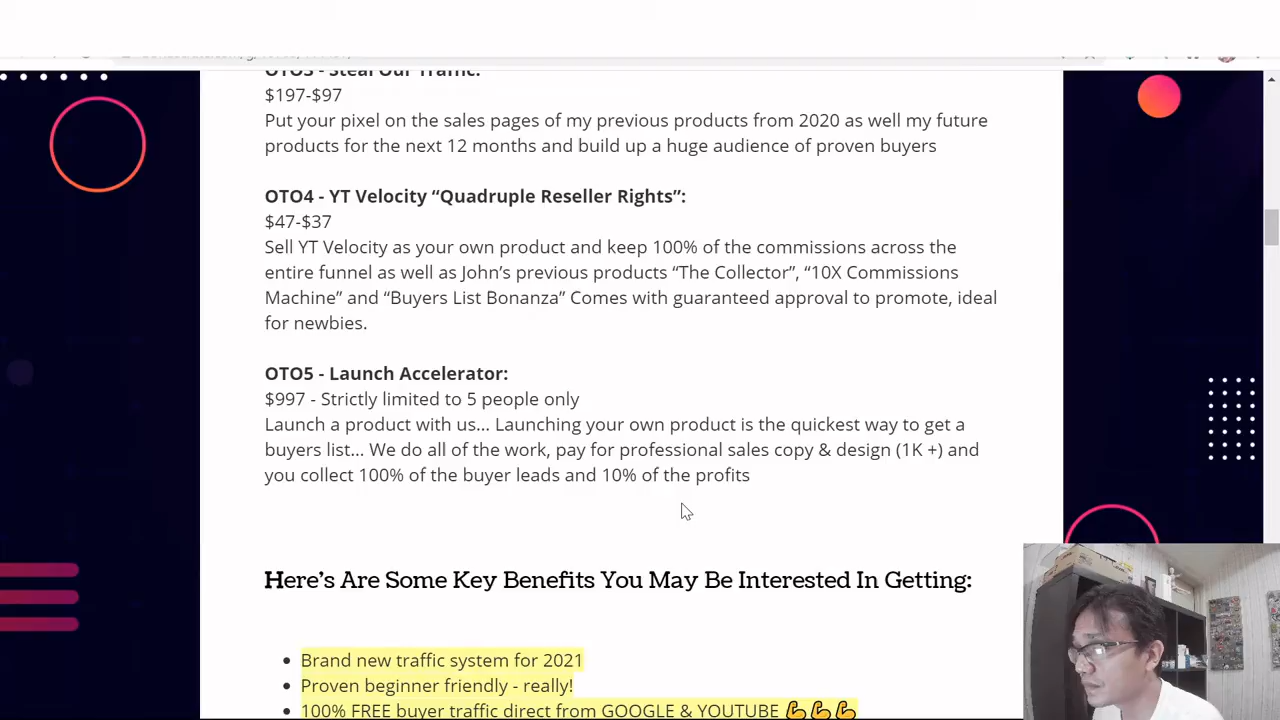 OTO3 - Steal Our Traffic:
$197-$97
Put your pixel on the sales pages of my previous products from 2020 as well my future
products for the next 12 months and build up a huge audience of proven buyers
OTO4 - YT Velocity “Quadruple Reseller Rights”:
$47-$37
Sell YT Velocity as your own product and keep 100% of the commissions across the
entire funnel as well as John’s previous products “The Collector”, “10X Commissions
Machine” and “Buyers List Bonanza” Comes with guaranteed approval to promote, ideal
for newbies.
OTO5 - Launch Accelerator:
$997 - Strictly limited to 5 people only
Launch a product with us... Launching your own product is the quickest way to get a
buyers list... We do all of the work, pay for professional sales copy & design (1K +) and
you collect 100% of the buyer leads and 10% of the profits
Here’s Are Some Key Benefits You May Be Interested In Getting:
• Brand new traffic system for 2021
• Proven beginner friendly - really!
• 100% FREE buyer traffic direct from GOOGLE & YOUTUBE 💪💪💪